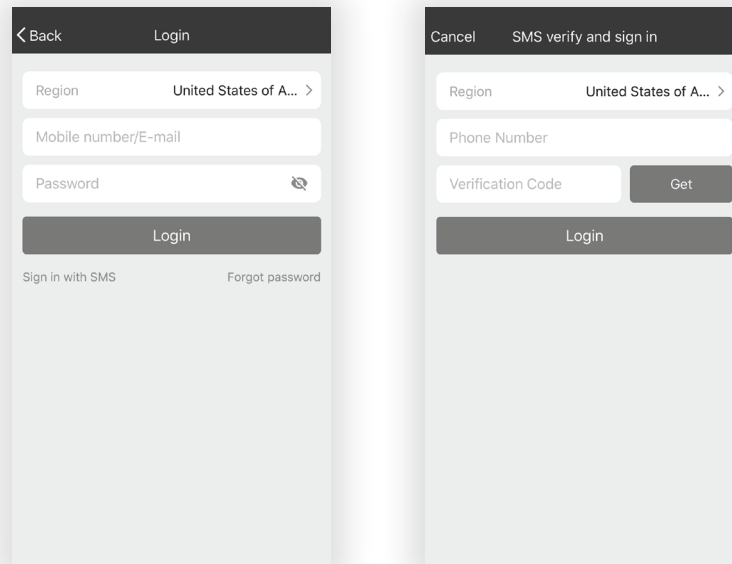 Back
Login
Region
United States of A...
Mobile number/E-mail
Password
Login
Sign in with SMS
Forgot password
Cancel
SMS verify and sign in
Region
United States of A...
Phone Number
Verification Code
Get
Login